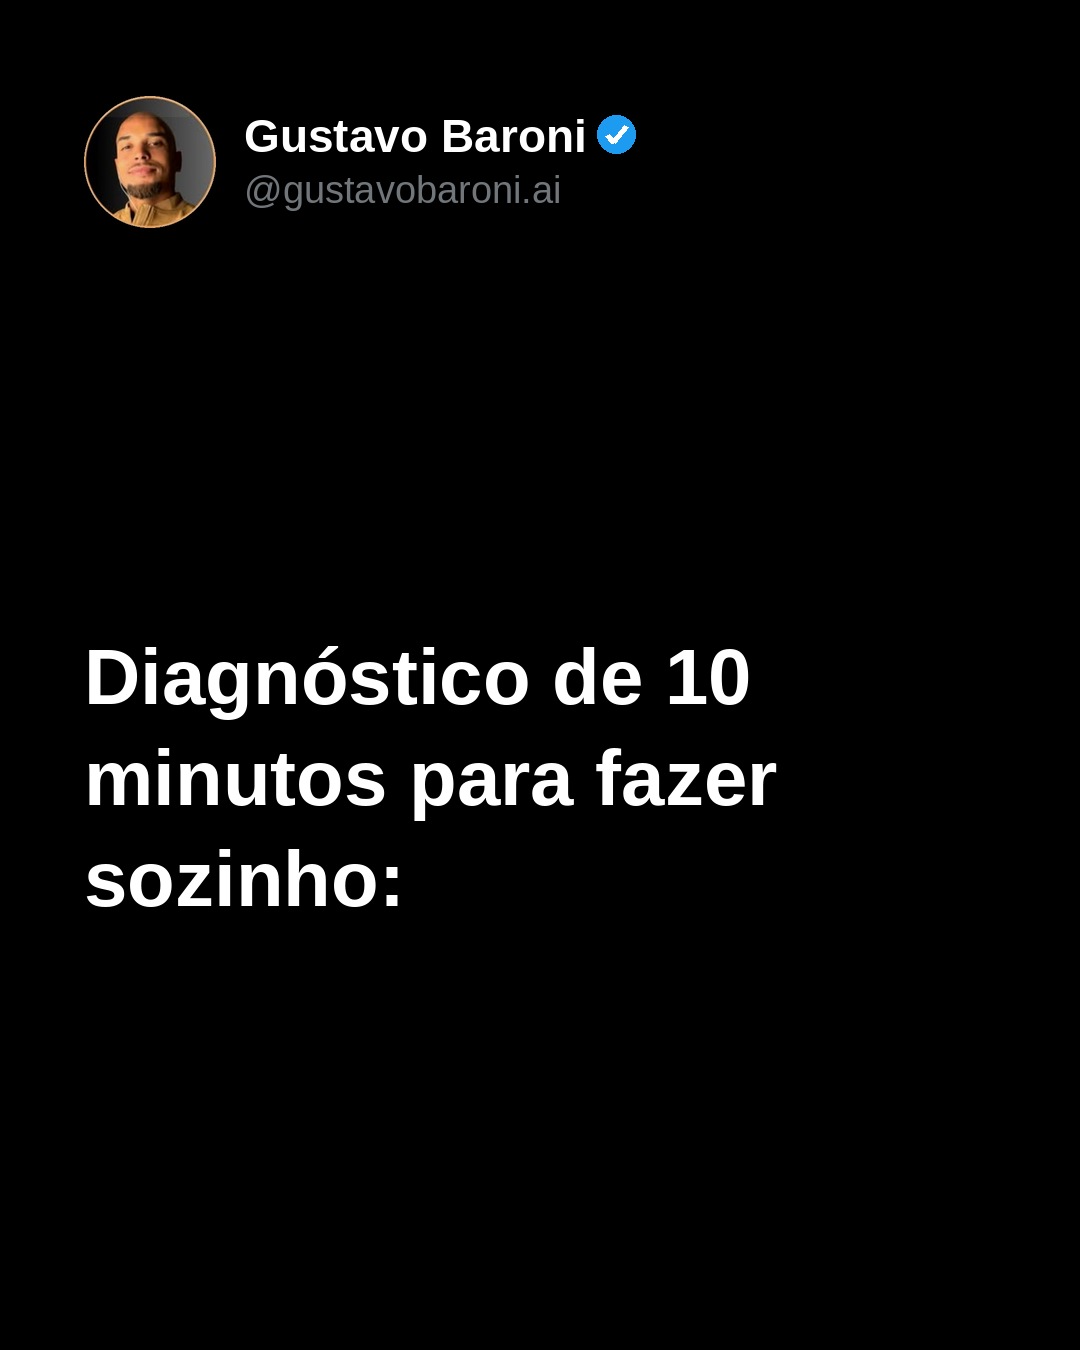 Gustavo Baroni
@gustavobaroni.ai
Diagnóstico de 10
minutos para fazer
sozinho: